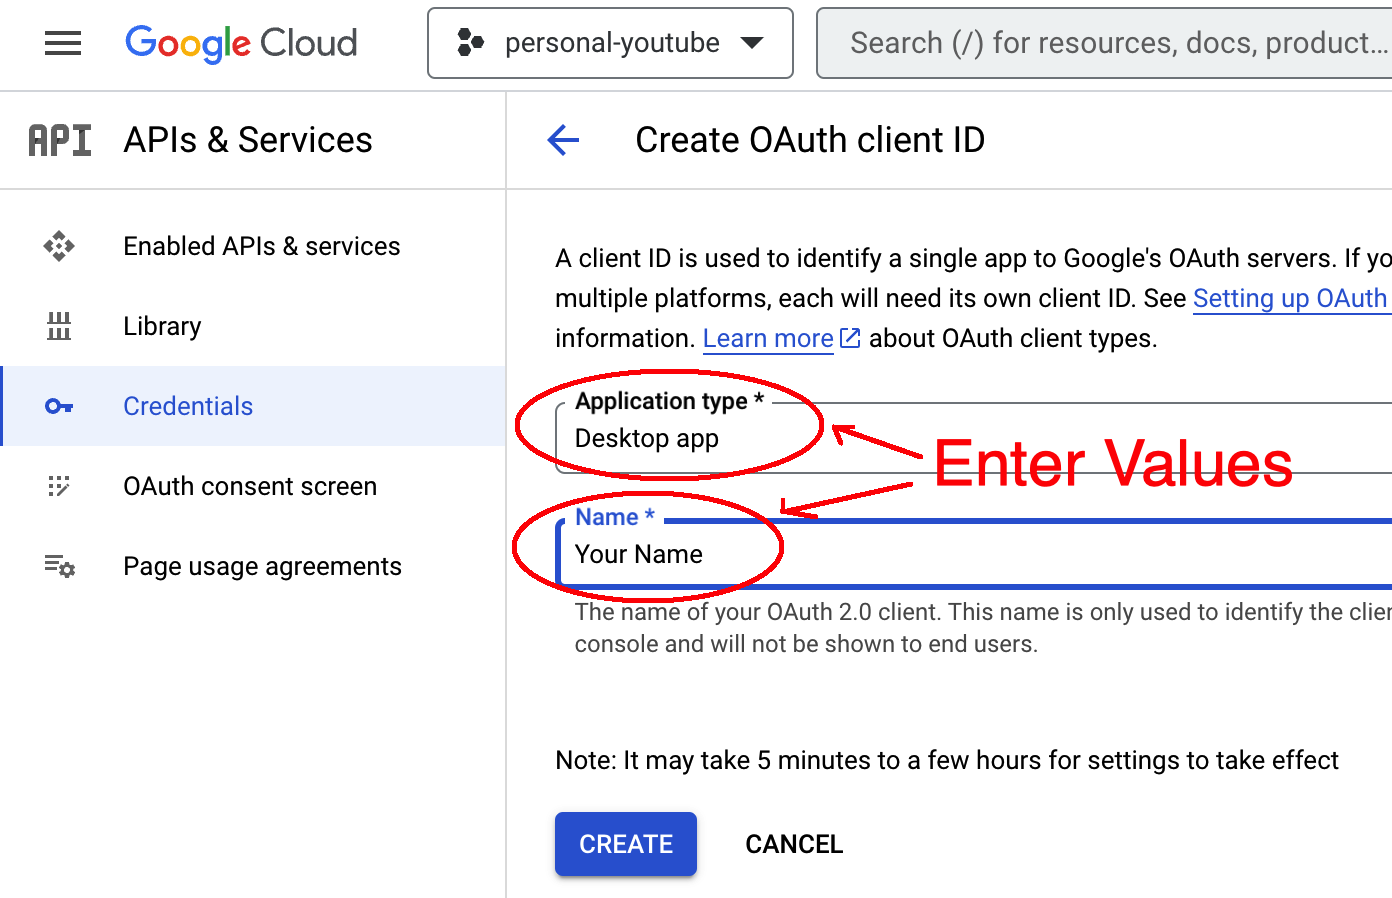 Google Cloud
personal-youtube
Search (/) for resources, docs, product...
API
APIs & Services
Create OAuth client ID
Enabled APIs & services
Library
Credentials
OAuth consent screen
Page usage agreements
A client ID is used to identify a single app to Google's OAuth servers. If yo
multiple platforms, each will need its own client ID. See Setting up OAuth
information. Learn more about OAuth client types.
Application type *
Desktop app
Enter Values
Name *
Your Name
The name of your OAuth 2.0 client. This name is only used to identify the clie
console and will not be shown to end users.
Note: It may take 5 minutes to a few hours for settings to take effect
CREATE
CANCEL